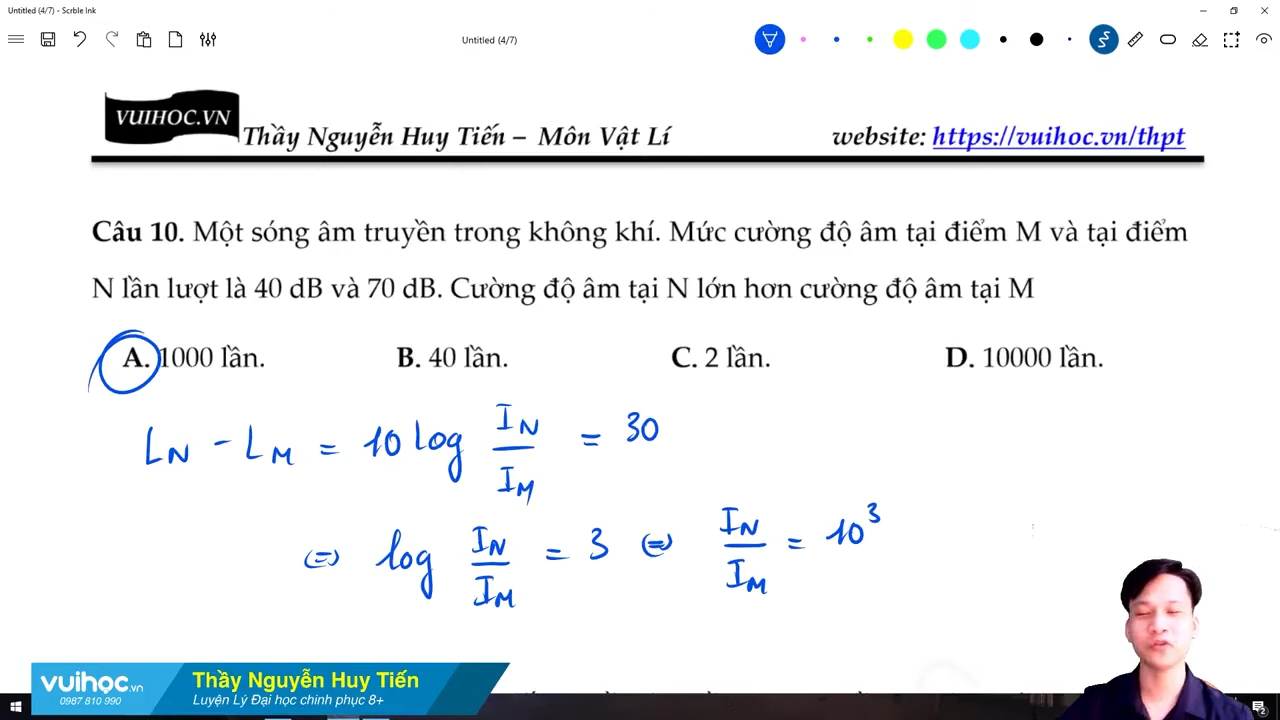 Untitled (4/7) - Scrble Ink
Untitled (4/7)
VUIHOC.VN
Thầy Nguyễn Huy Tiến – Môn Vật Lí website: https://vuihoc.vn/thpt
Câu 10. Một sóng âm truyền trong không khí. Mức cường độ âm tại điểm M và tại điểm
N lần lượt là 40 dB và 70 dB. Cường độ âm tại N lớn hơn cường độ âm tại M
A. 1000 lần. B. 40 lần. C. 2 lần. D. 10000 lần.
L_N - L_M = 10 log I_N/I_M = 30
⇔ log I_N/I_M = 3 ⇔ I_N/I_M = 10³
vuihọc.vn
0987 810 990
Thầy Nguyễn Huy Tiến
Luyện Lý Đại học chinh phục 8+
2